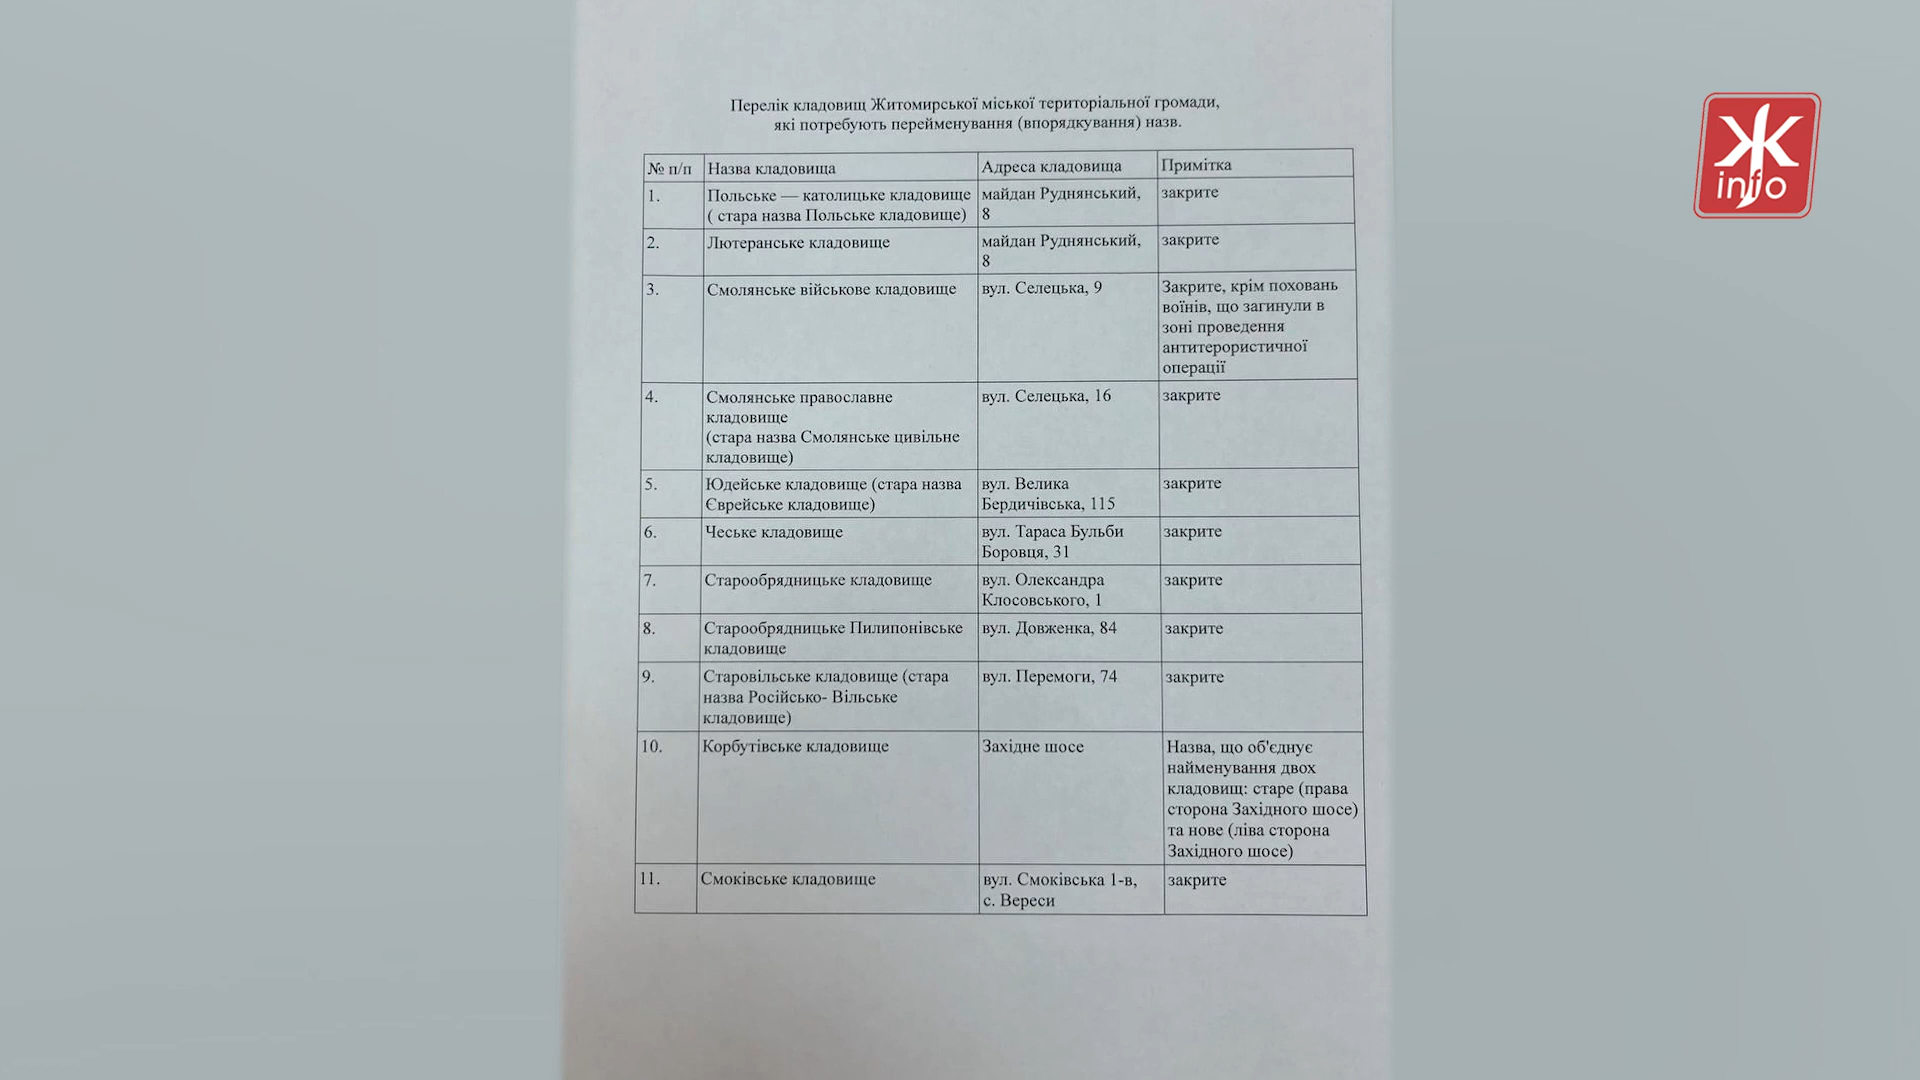 Перелік кладовищ Житомирської міської територіальної громади,
які потребують перейменування (впорядкування) назв.
№ п/п Назва кладовища Адреса кладовища Примітка
1. Польське — католицьке кладовище майдан Руднянський, закрите
( стара назва Польське кладовище) 8
2. Лютеранське кладовище майдан Руднянський, закрите
8
3. Смолянське військове кладовище вул. Селецька, 9 Закрите, крім поховань
воїнів, що загинули в
зоні проведення
антитерористичної
операції
4. Смолянське православне вул. Селецька, 16 закрите
кладовище
(стара назва Смолянське цивільне
кладовище)
5. Юдейське кладовище (стара назва вул. Велика закрите
Єврейське кладовище) Бердичівська, 115
6. Чеське кладовище вул. Тараса Бульби закрите
Боровця, 31
7. Старообрядницьке кладовище вул. Олександра закрите
Клосовського, 1
8. Старообрядницьке Пилипонівське вул. Довженка, 84 закрите
кладовище
9. Старовільське кладовище (стара вул. Перемоги, 74 закрите
назва Російсько- Вільське
кладовище)
10. Корбутівське кладовище Західне шосе Назва, що об'єднує
найменування двох
кладовищ: старе (права
сторона Західного шосе)
та нове (ліва сторона
Західного шосе)
11. Смоківське кладовище вул. Смоківська 1-в, закрите
с. Вереси
Ж
info